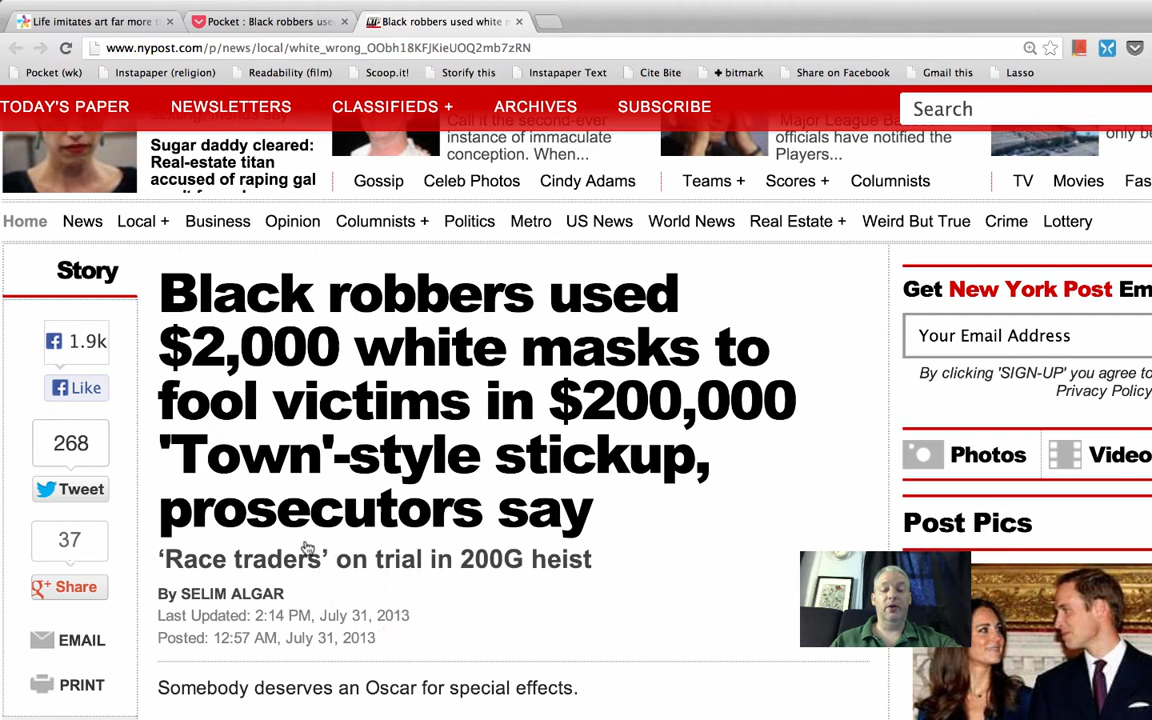 Life imitates art far more t
Pocket : Black robbers use
Black robbers used white m
www.nypost.com/p/news/local/white_wrong_OObh18KFJKieUOQ2mb7zRN
Pocket (wk) Instapaper (religion) Readability (film) Scoop.it! Storify this Instapaper Text Cite Bite bitmark Share on Facebook Gmail this Lasso
TODAY'S PAPER NEWSLETTERS CLASSIFIEDS + ARCHIVES SUBSCRIBE Search
Sugar daddy cleared:
Real-estate titan
accused of raping gal
Call it the second-ever
instance of immaculate
conception. When...
Major League Ba
officials have notified the
Players...
only be
Gossip Celeb Photos Cindy Adams Teams + Scores + Columnists TV Movies Fas
Home News Local + Business Opinion Columnists + Politics Metro US News World News Real Estate + Weird But True Crime Lottery
Story
1.9k
Like
268
Tweet
37
g+ Share
EMAIL
PRINT
Black robbers used
$2,000 white masks to
fool victims in $200,000
'Town'-style stickup,
prosecutors say
‘Race traders’ on trial in 200G heist
By SELIM ALGAR
Last Updated: 2:14 PM, July 31, 2013
Posted: 12:57 AM, July 31, 2013
Somebody deserves an Oscar for special effects.
Get New York Post Em
Your Email Address
By clicking 'SIGN-UP' you agree to
Privacy Policy
Photos Video
Post Pics